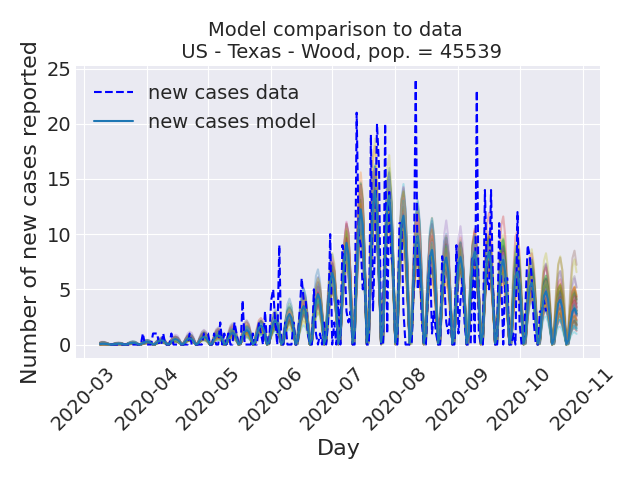 Model comparison to data
US - Texas - Wood, pop. = 45539
Number of new cases reported
25
20
15
10
5
0
new cases data
new cases model
2020-03
2020-04
2020-05
2020-06
2020-07
2020-08
2020-09
2020-10
2020-11
Day